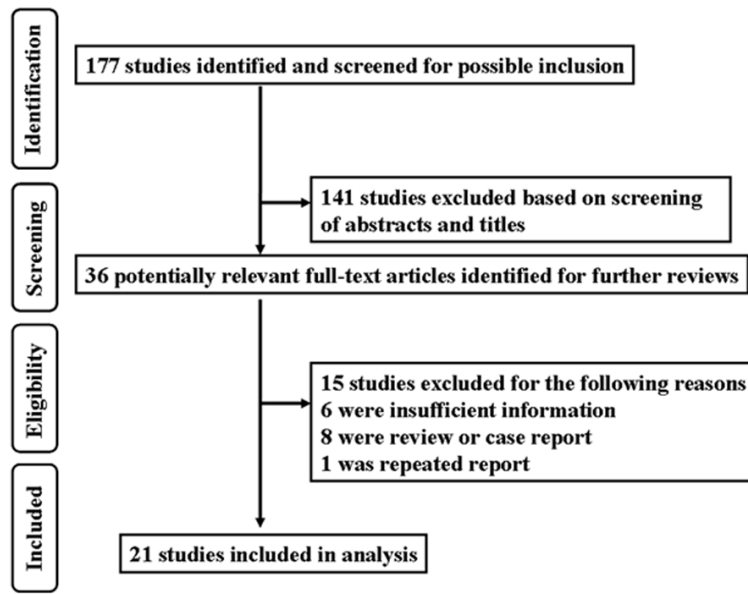 Identification
177 studies identified and screened for possible inclusion
141 studies excluded based on screening
of abstracts and titles
Screening
36 potentially relevant full-text articles identified for further reviews
Eligibility
15 studies excluded for the following reasons
6 were insufficient information
8 were review or case report
1 was repeated report
Included
21 studies included in analysis